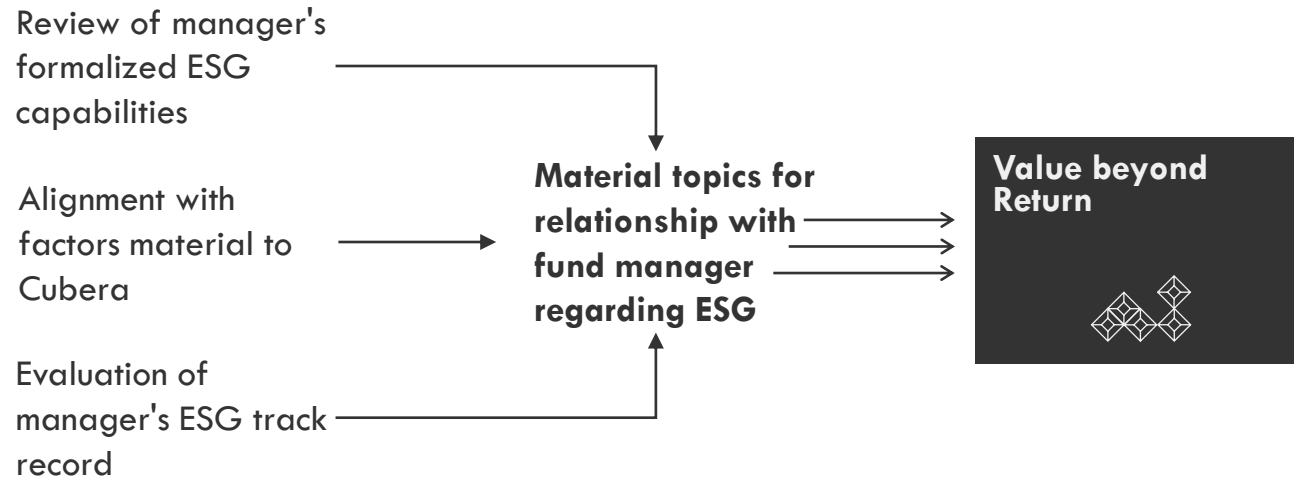 Review of manager's
formalized ESG
capabilities
Alignment with
factors material to
Cubera
Evaluation of
manager's ESG track
record
Material topics for
relationship with
fund manager
regarding ESG
Value beyond
Return